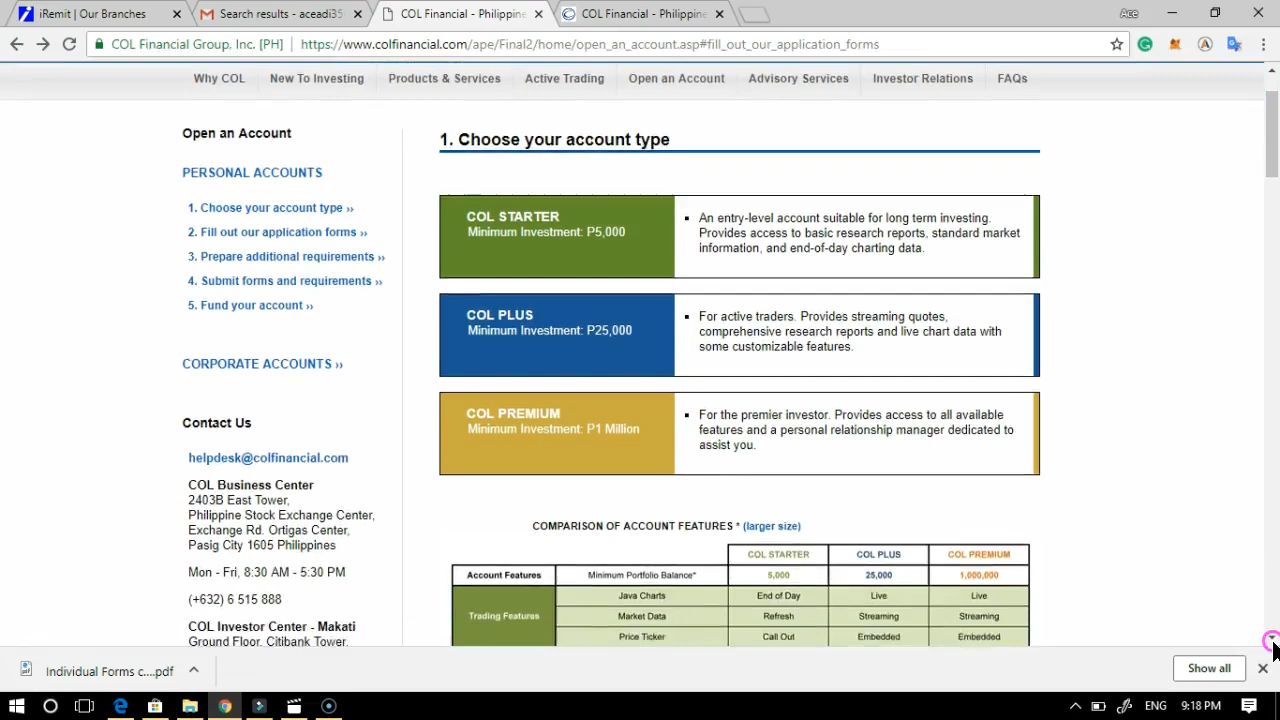 iRemit | Our Branches
Search results - aceadi35
COL Financial - Philippine
COL Financial - Philippine
Ace
COL Financial Group, Inc. [PH]
https://www.colfinancial.com/ape/Final2/home/open_an_account.asp#fill_out_our_application_forms
Why COL
New To Investing
Products & Services
Active Trading
Open an Account
Advisory Services
Investor Relations
FAQs
Open an Account
PERSONAL ACCOUNTS
1. Choose your account type ››
2. Fill out our application forms ››
3. Prepare additional requirements ››
4. Submit forms and requirements ››
5. Fund your account ››
CORPORATE ACCOUNTS ››
Contact Us
helpdesk@colfinancial.com
COL Business Center
2403B East Tower,
Philippine Stock Exchange Center,
Exchange Rd. Ortigas Center,
Pasig City 1605 Philippines
Mon - Fri, 8:30 AM - 5:30 PM
(+632) 6 515 888
COL Investor Center - Makati
Ground Floor, Citibank Tower,
1. Choose your account type
COL STARTER
Minimum Investment: P5,000
An entry-level account suitable for long term investing.
Provides access to basic research reports, standard market
information, and end-of-day charting data.
COL PLUS
Minimum Investment: P25,000
For active traders. Provides streaming quotes,
comprehensive research reports and live chart data with
some customizable features.
COL PREMIUM
Minimum Investment: P1 Million
For the premier investor. Provides access to all available
features and a personal relationship manager dedicated to
assist you.
COMPARISON OF ACCOUNT FEATURES * (larger size)
COL STARTER COL PLUS COL PREMIUM
Account Features Minimum Portfolio Balance* 5,000 25,000 1,000,000
Trading Features
Java Charts End of Day Live Live
Market Data Refresh Streaming Streaming
Price Ticker Call Out Embedded Embedded
Individual Forms c....pdf
Show all
ENG
9:18 PM